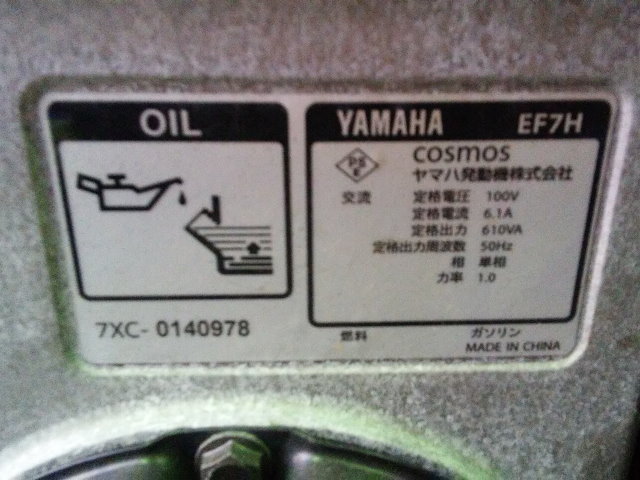 OIL
7XC- 0140978
YAMAHA EF7H
PS E
cosmos
ヤマハ発動機株式会社
交流 定格電圧 100V
定格電流 6.1A
定格出力 610VA
定格出力周波数 50Hz
相 単相
力率 1.0
燃料 ガソリン
MADE IN CHINA